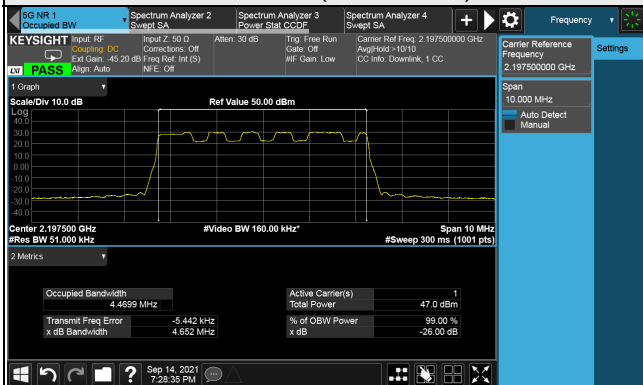 5G NR 1
Occupied BW
Spectrum Analyzer 2
Swept SA
Spectrum Analyzer 3
Swer Stat CCDF
Spectrum Analyzer 4
Swept SA
Frequency
KEYSIGHT
Input: RF
Coupling: DC
Ext Gain: -45.20 dB
Align: Auto
Input Z: 50 Ω
Corrections: Off
Freq Ref: Int (S)
NFE: Off
Atten: 30 dB
Trig: Free Run
Gate: Off
#IF Gain: Low
Carrier Ref Freq: 2.197500000 GHz
Avg|Hold:>10/10
CC Info: Downlink, 1 CC
LXI PASS
Carrier Reference
Frequency
2.197500000 GHz
Settings
Span
10.000 MHz
Auto Detect
Manual
1 Graph
Scale/Div 10.0 dB
Ref Value 50.00 dBm
Log
40.0
30.0
20.0
10.0
0.00
-10.0
-20.0
-30.0
-40.0
Center 2.197500 GHz
#Video BW 160.00 kHz*
Span 10 MHz
#Res BW 51.000 kHz
#Sweep 300 ms (1001 pts)
2 Metrics
Occupied Bandwidth
4.4699 MHz
Active Carrier(s) 1
Total Power 47.0 dBm
Transmit Freq Error -5.442 kHz
% of OBW Power 99.00 %
x dB Bandwidth 4.652 MHz
x dB -26.00 dB
?
Sep 14, 2021
7:28:35 PM